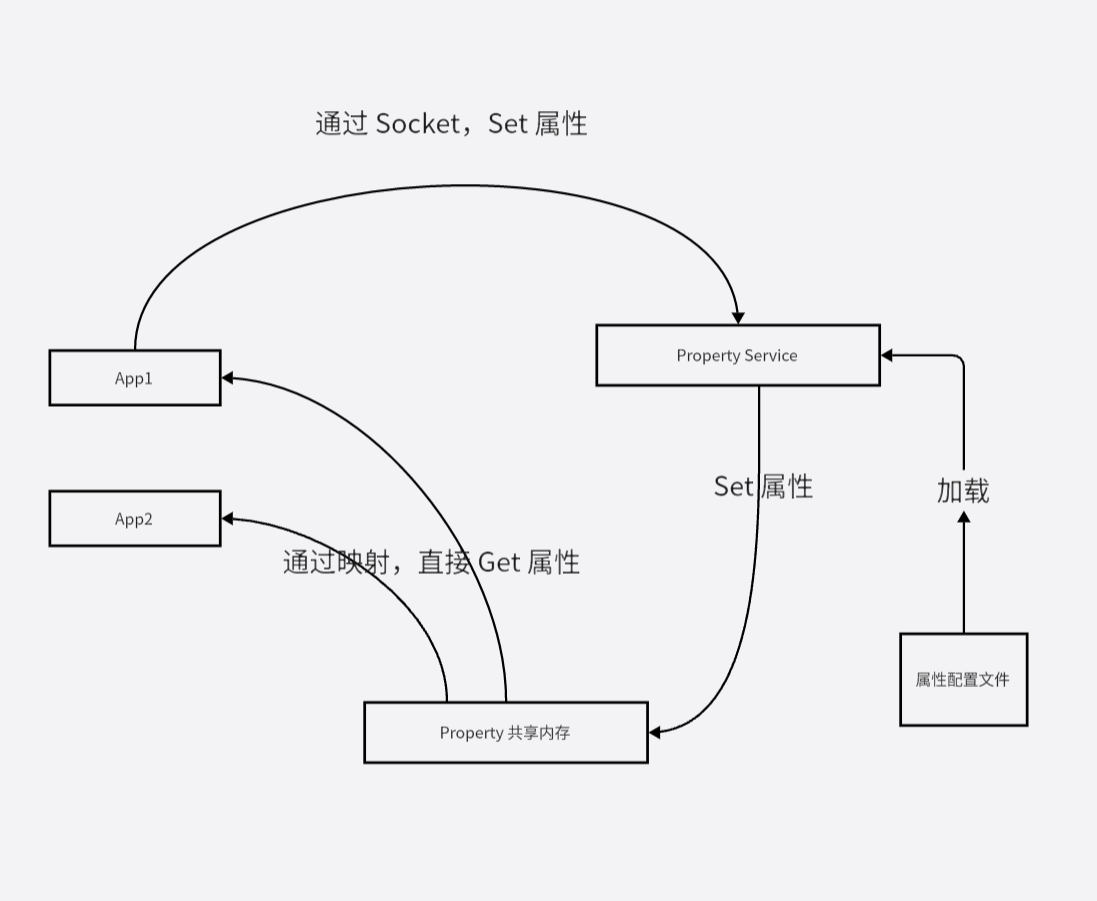 通过 Socket，Set 属性
Property Service
App1
Set 属性
加载
App2
通过映射，直接 Get 属性
属性配置文件
Property 共享内存